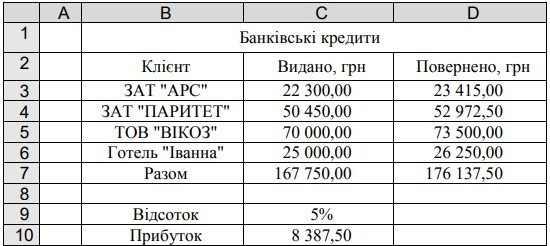 A B C D
1 Банківські кредити
2 Клієнт Видано, грн Повернено, грн
3 ЗАТ "АРС" 22 300,00 23 415,00
4 ЗАТ "ПАРИТЕТ" 50 450,00 52 972,50
5 ТОВ "ВІКОЗ" 70 000,00 73 500,00
6 Готель "Іванна" 25 000,00 26 250,00
7 Разом 167 750,00 176 137,50
8
9 Відсоток 5%
10 Прибуток 8 387,50